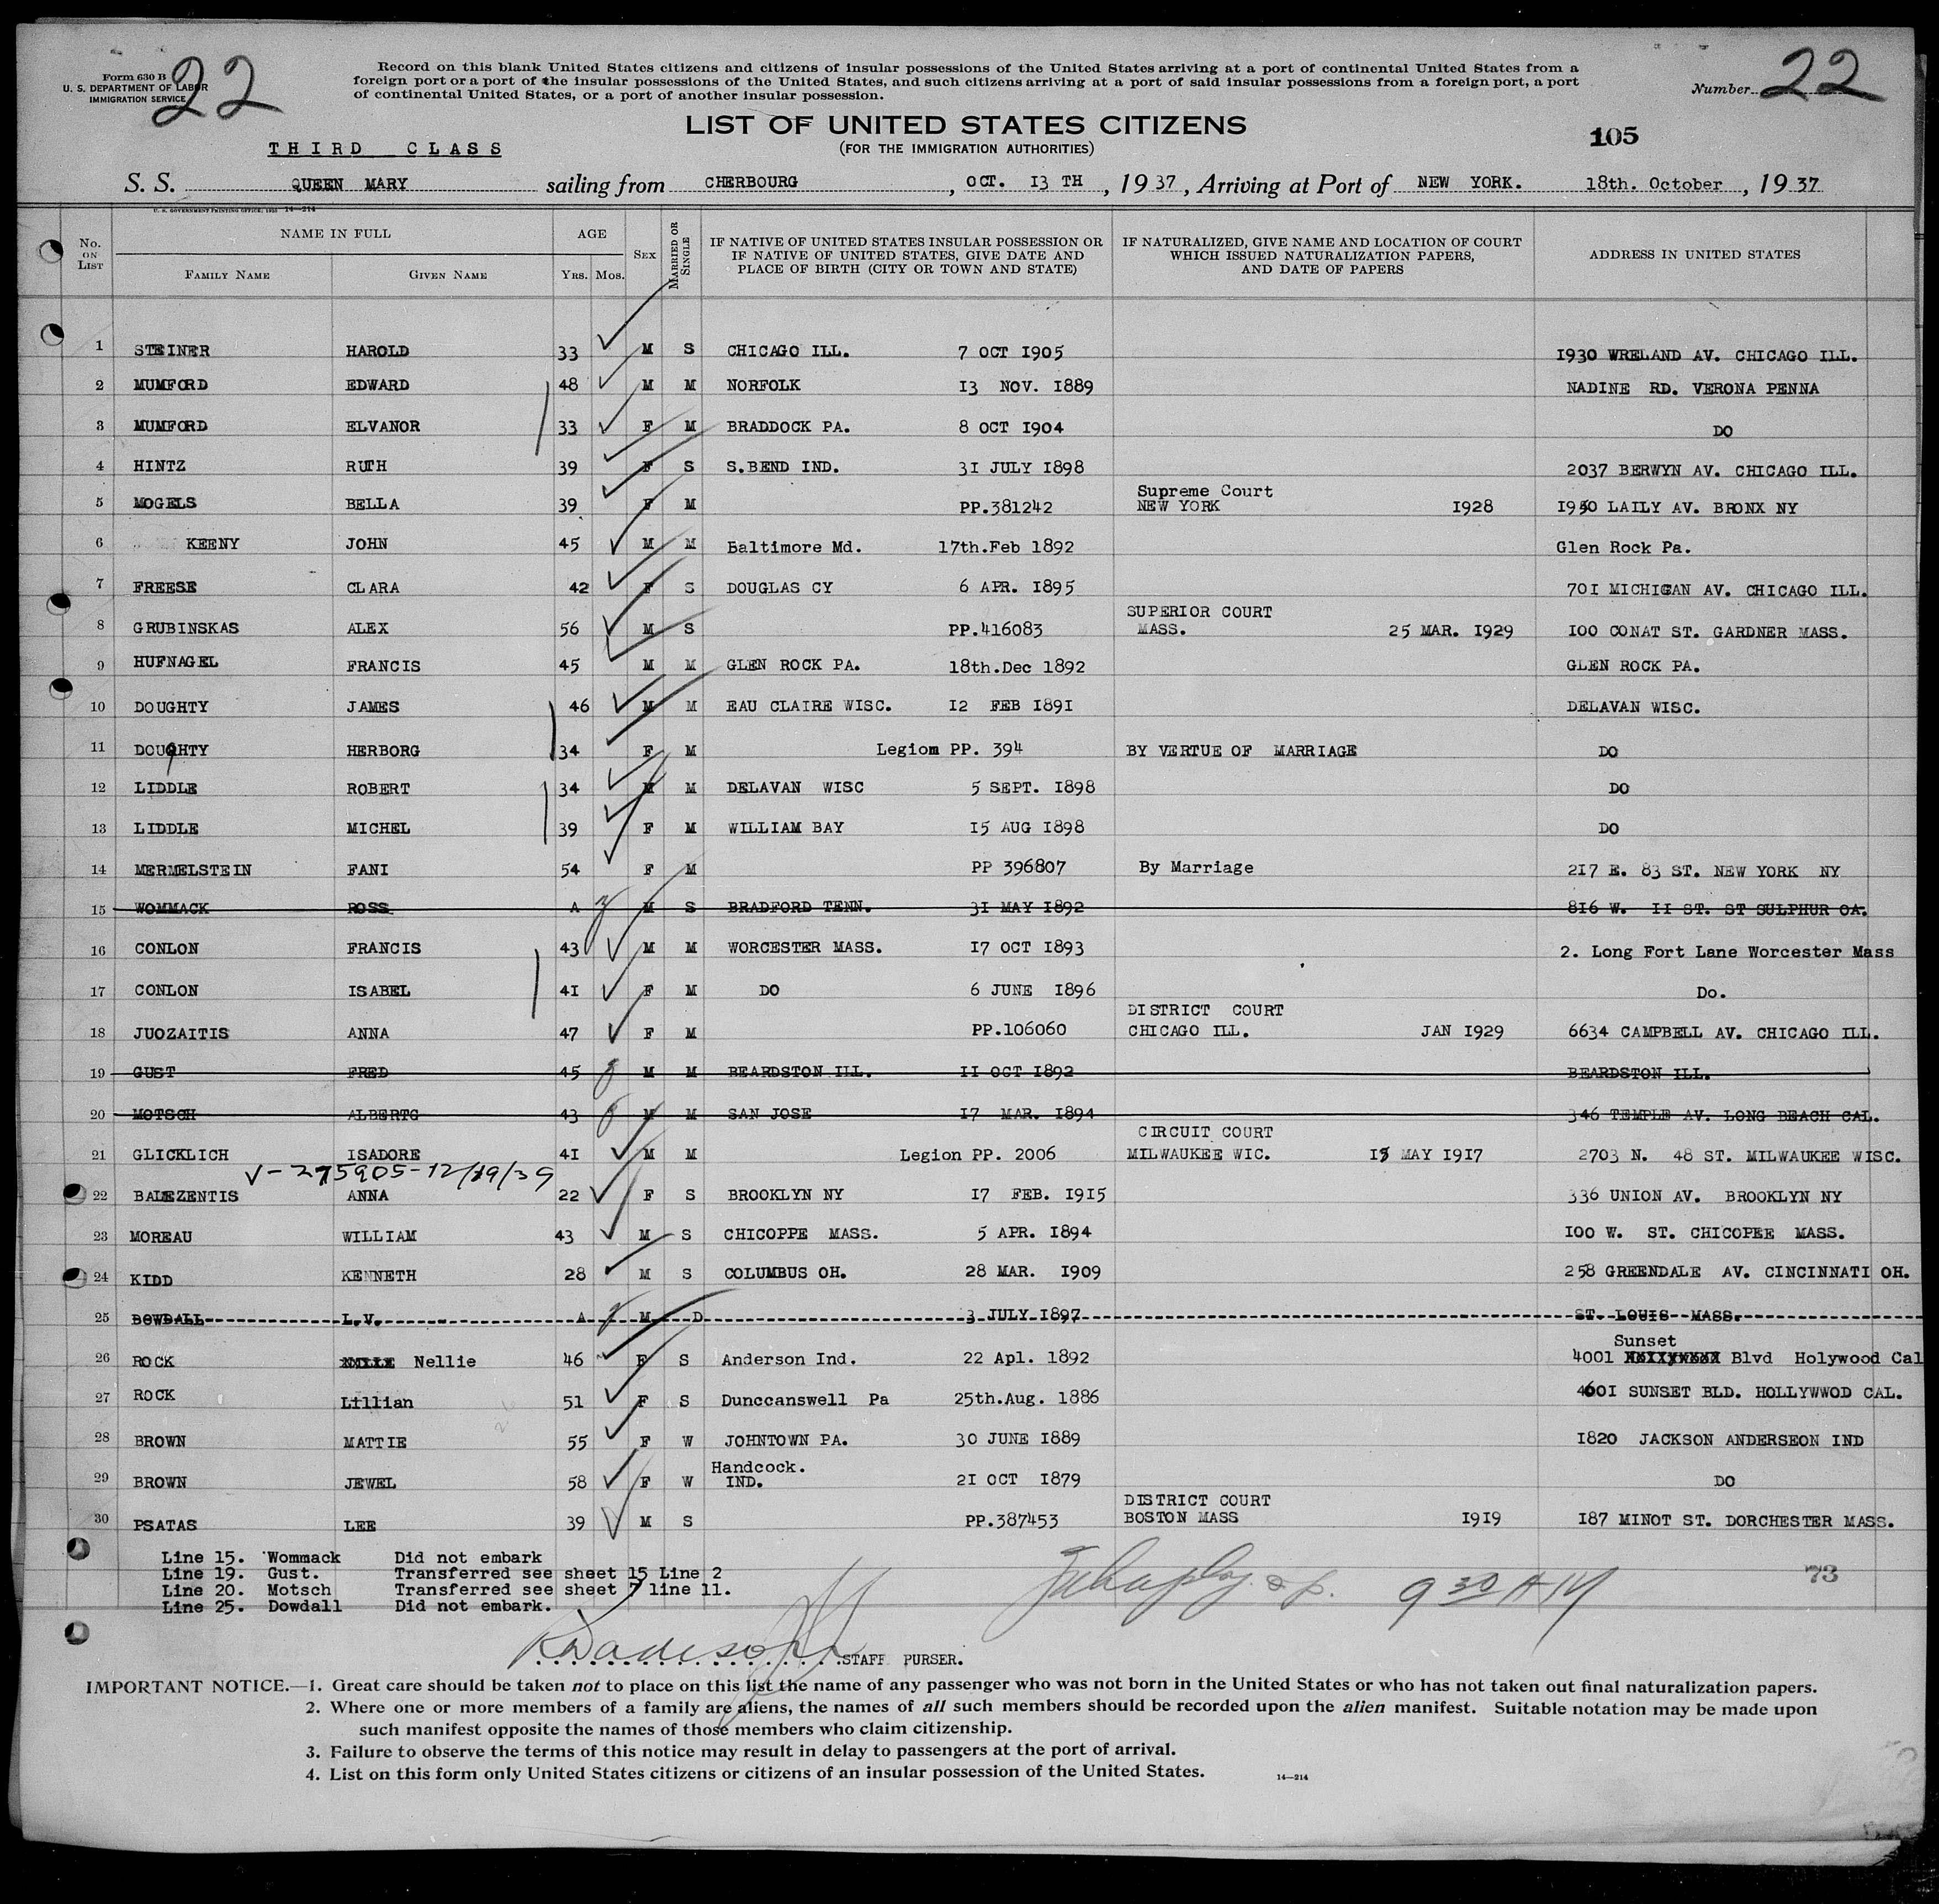 22
Form 630 B
U. S. DEPARTMENT OF LABOR
IMMIGRATION SERVICE
Record on this blank United States citizens and citizens of insular possessions of the United States arriving at a port of continental United States from a
foreign port or a port of the insular possessions of the United States, and such citizens arriving at a port of said insular possessions from a foreign port, a port
of continental United States, or a port of another insular possession.
Number 22
LIST OF UNITED STATES CITIZENS
(FOR THE IMMIGRATION AUTHORITIES)
105
THIRD CLASS
S. S. QUEEN MARY sailing from CHERBOURG, OCT. 13 TH, 1937, Arriving at Port of NEW YORK. 18th. October, 1937
U. S. GOVERNMENT PRINTING OFFICE: 14—214
No. ON LIST
NAME IN FULL
FAMILY NAME
GIVEN NAME
AGE
YRS. MOS.
SEX
MARRIED OR SINGLE
IF NATIVE OF UNITED STATES INSULAR POSSESSION OR
IF NATIVE OF UNITED STATES, GIVE DATE AND
PLACE OF BIRTH (CITY OR TOWN AND STATE)
IF NATURALIZED, GIVE NAME AND LOCATION OF COURT
WHICH ISSUED NATURALIZATION PAPERS,
AND DATE OF PAPERS
ADDRESS IN UNITED STATES
1 STEINER HAROLD 33 M S CHICAGO ILL. 7 OCT 1905 1930 WRELAND AV. CHICAGO ILL.
2 MUMFORD EDWARD 48 M M NORFOLK 13 NOV. 1889 NADINE RD. VERONA PENNA
3 MUMFORD ELVANOR 33 F M BRADDOCK PA. 8 OCT 1904 DO
4 HINTZ RUTH 39 F S S.BEND IND. 31 JULY 1898 2037 BERWYN AV. CHICAGO ILL.
Supreme Court
5 MOGELS BELLA 39 F M PP.381242 NEW YORK 1928 1950 LAILY AV. BRONX NY
6 KEENY JOHN 45 M M Baltimore Md. 17th.Feb 1892 Glen Rock Pa.
7 FREESE CLARA 42 F S DOUGLAS CY 6 APR. 1895 701 MICHIGAN AV. CHICAGO ILL.
SUPERIOR COURT
8 GRUBINSKAS ALEX 56 M S PP.416083 MASS. 25 MAR. 1929 100 CONAT ST. GARDNER MASS.
9 HUFNAGEL FRANCIS 45 M M GLEN ROCK PA. 18th.Dec 1892 GLEN ROCK PA.
10 DOUGHTY JAMES 46 M M EAU CLAIRE WISC. 12 FEB 1891 DELAVAN WISC.
11 DOUGHTY HERBORG 34 F M Legion PP. 394 BY VERTUE OF MARRIAGE DO
12 LIDDLE ROBERT 34 M M DELAVAN WISC 5 SEPT. 1898 DO
13 LIDDLE MICHEL 39 F M WILLIAM BAY 15 AUG 1898 DO
14 MERMELSTEIN FANI 54 F M PP 396807 By Marriage 217 E. 83 ST. NEW YORK NY
15 WOMMACK ROSS A M S BRADFORD TENN. 31 MAY 1892 816 W. 11 ST. ST SULPHUR OA.
16 CONLON FRANCIS 43 M M WORCESTER MASS. 17 OCT 1893 2. Long Fort Lane Worcester Mass
17 CONLON ISABEL 41 F M DO 6 JUNE 1896 Do.
DISTRICT COURT
18 JUOZAITIS ANNA 47 F M PP.106060 CHICAGO ILL. JAN 1929 6634 CAMPBELL AV. CHICAGO ILL.
19 GUST FRED 45 M M BEARDSTON ILL. 11 OCT 1892 BEARDSTON ILL.
20 MOTSCH ALBERTG 43 M M SAN JOSE 17 MAR. 1894 346 TEMPLE AV. LONG BEACH CAL.
CIRCUIT COURT
21 GLICKLICH ISADORE 41 M M Legion PP. 2006 MILWAUKEE WIC. 15 MAY 1917 2703 N. 48 ST. MILWAUKEE WISC.
V-275905-12/19/39
22 BALEZENTIS ANNA 22 F S BROOKLYN NY 17 FEB. 1915 336 UNION AV. BROOKLYN NY
23 MOREAU WILLIAM 43 M S CHICOPPE MASS. 5 APR. 1894 100 W. ST. CHICOPEE MASS.
24 KIDD KENNETH 28 M S COLUMBUS OH. 28 MAR. 1909 258 GREENDALE AV. CINCINNATI OH.
25 DOWDALL L.V. A M D 3 JULY 1897 ST. LOUIS MASS.
Sunset
26 ROCK Nellie 46 F S Anderson Ind. 22 Apl. 1892 4001 Blvd Holywood Cal
27 ROCK Lillian 51 F S Dunccanswell Pa 25th.Aug. 1886 4001 SUNSET BLD. HOLLYWWOD CAL.
28 BROWN MATTIE 55 F W JOHNTOWN PA. 30 JUNE 1889 1820 JACKSON ANDERSEON IND
Handcock.
29 BROWN JEWEL 58 F W IND. 21 OCT 1879 DO
DISTRICT COURT
30 PSATAS LEE 39 M S PP.387453 BOSTON MASS 1919 187 MINOT ST. DORCHESTER MASS.
Line 15. Wommack Did not embark
Line 19. Gust. Transferred see sheet 15 Line 2
Line 20. Motsch Transferred see sheet 7 line 11.
Line 25. Dowdall Did not embark.
9 30 AM
73
STAFF PURSER.
IMPORTANT NOTICE.—1. Great care should be taken not to place on this list the name of any passenger who was not born in the United States or who has not taken out final naturalization papers.
2. Where one or more members of a family are aliens, the names of all such members should be recorded upon the alien manifest. Suitable notation may be made upon
such manifest opposite the names of those members who claim citizenship.
3. Failure to observe the terms of this notice may result in delay to passengers at the port of arrival.
4. List on this form only United States citizens or citizens of an insular possession of the United States.
14—214